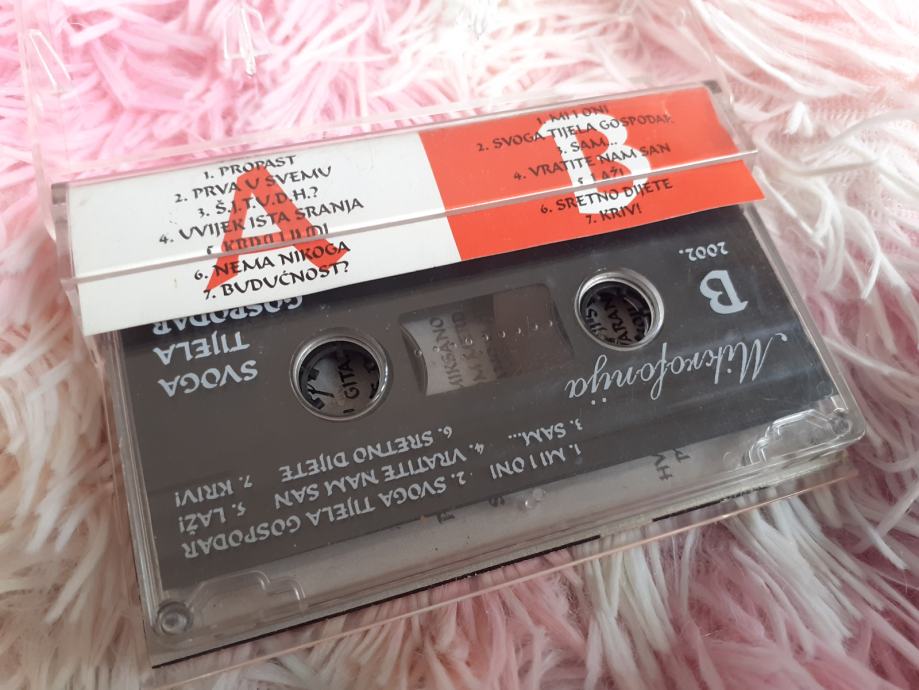 A
1. PROPAST
2. PRVA U SVEMU
3. Š.I.T.U.D.H.?
4. UVIJEK ISTA SRANJA
6. NEMA NIKOGA
7. BUDUĆNOST?
B
1. MI I ONI
2. SVOGA TIJELA GOSPODAR
3. SAM...
4. VRATITE NAM SAN
5. LAŽI
6. SRETNO DIJETE
7. KRIV!
B
2002.
Mikrofonija
SVOGA
TIJELA
GOSPODAR
1. MI I ONI 2. SVOGA TIJELA GOSPODAR
3. SAM... 4. VRATITE NAM SAN 5. LAŽI
6. SRETNO DIJETE 7. KRIV!